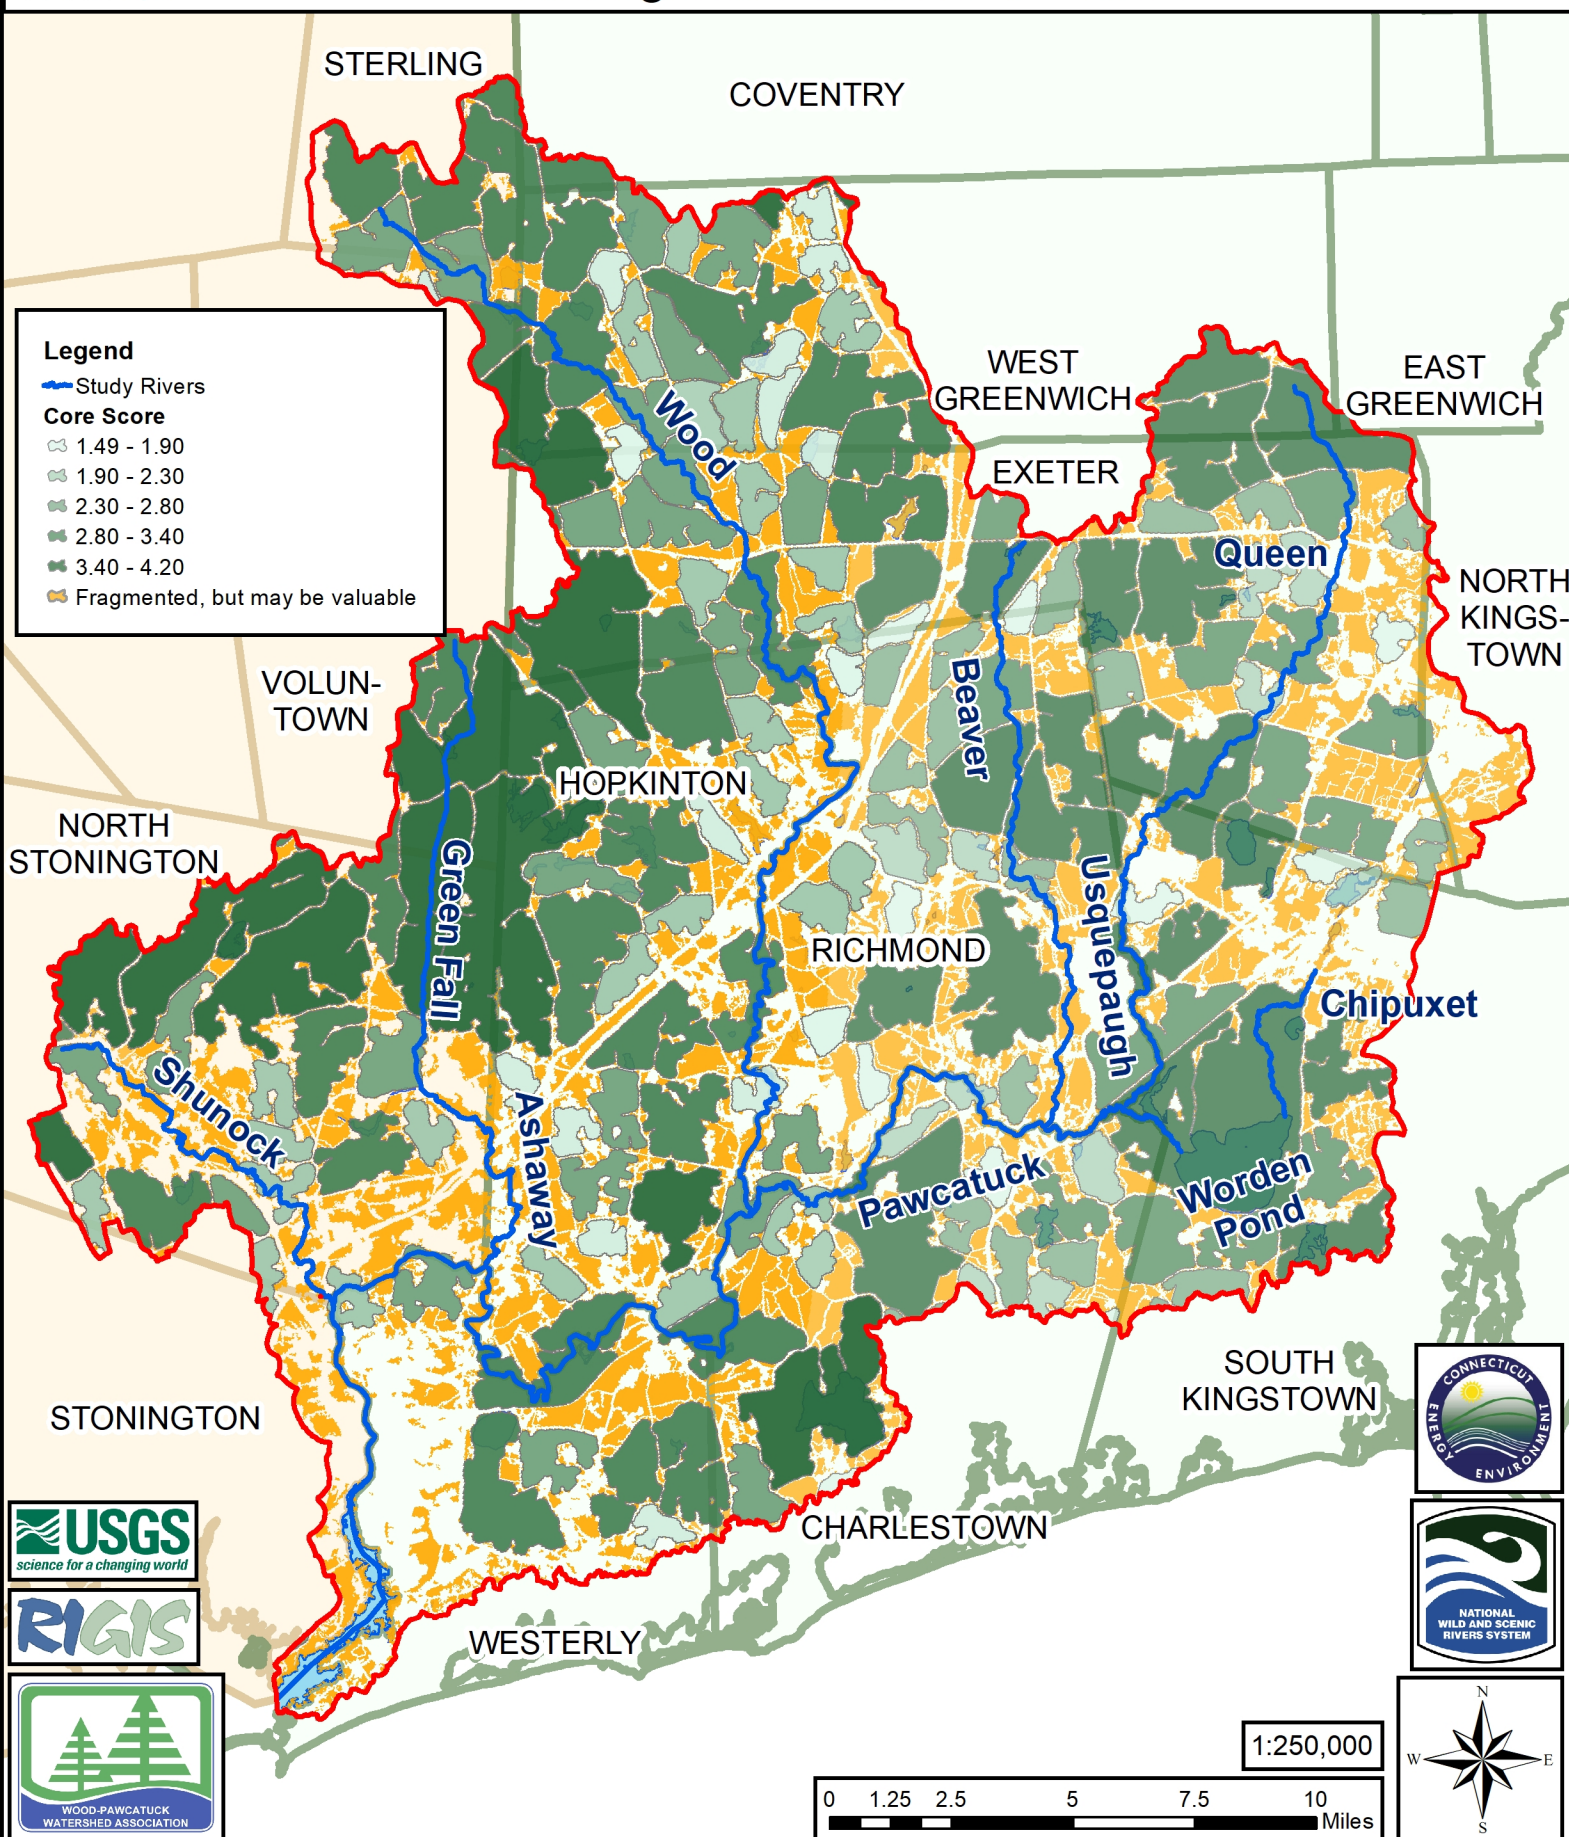 STERLING
COVENTRY
WEST
GREENWICH
EAST
GREENWICH
EXETER
Legend
Study Rivers
Core Score
1.49 - 1.90
1.90 - 2.30
2.30 - 2.80
2.80 - 3.40
3.40 - 4.20
Fragmented, but may be valuable
Wood
Queen
NORTH
KINGS-
TOWN
VOLUN-
TOWN
Beaver
HOPKINTON
NORTH
STONINGTON
Green Fall
Usquepaugh
RICHMOND
Chipuxet
Shunock
Ashaway
Pawcatuck
Worden
Pond
SOUTH
KINGSTOWN
STONINGTON
CHARLESTOWN
WESTERLY
CONNECTICUT
ENERGY
ENVIRONMENT
USGS
science for a changing world
RIGIS
NATIONAL
WILD AND SCENIC
RIVERS SYSTEM
WOOD-PAWCATUCK
WATERSHED ASSOCIATION
1:250,000
0 1.25 2.5 5 7.5 10
Miles
N
W E
S